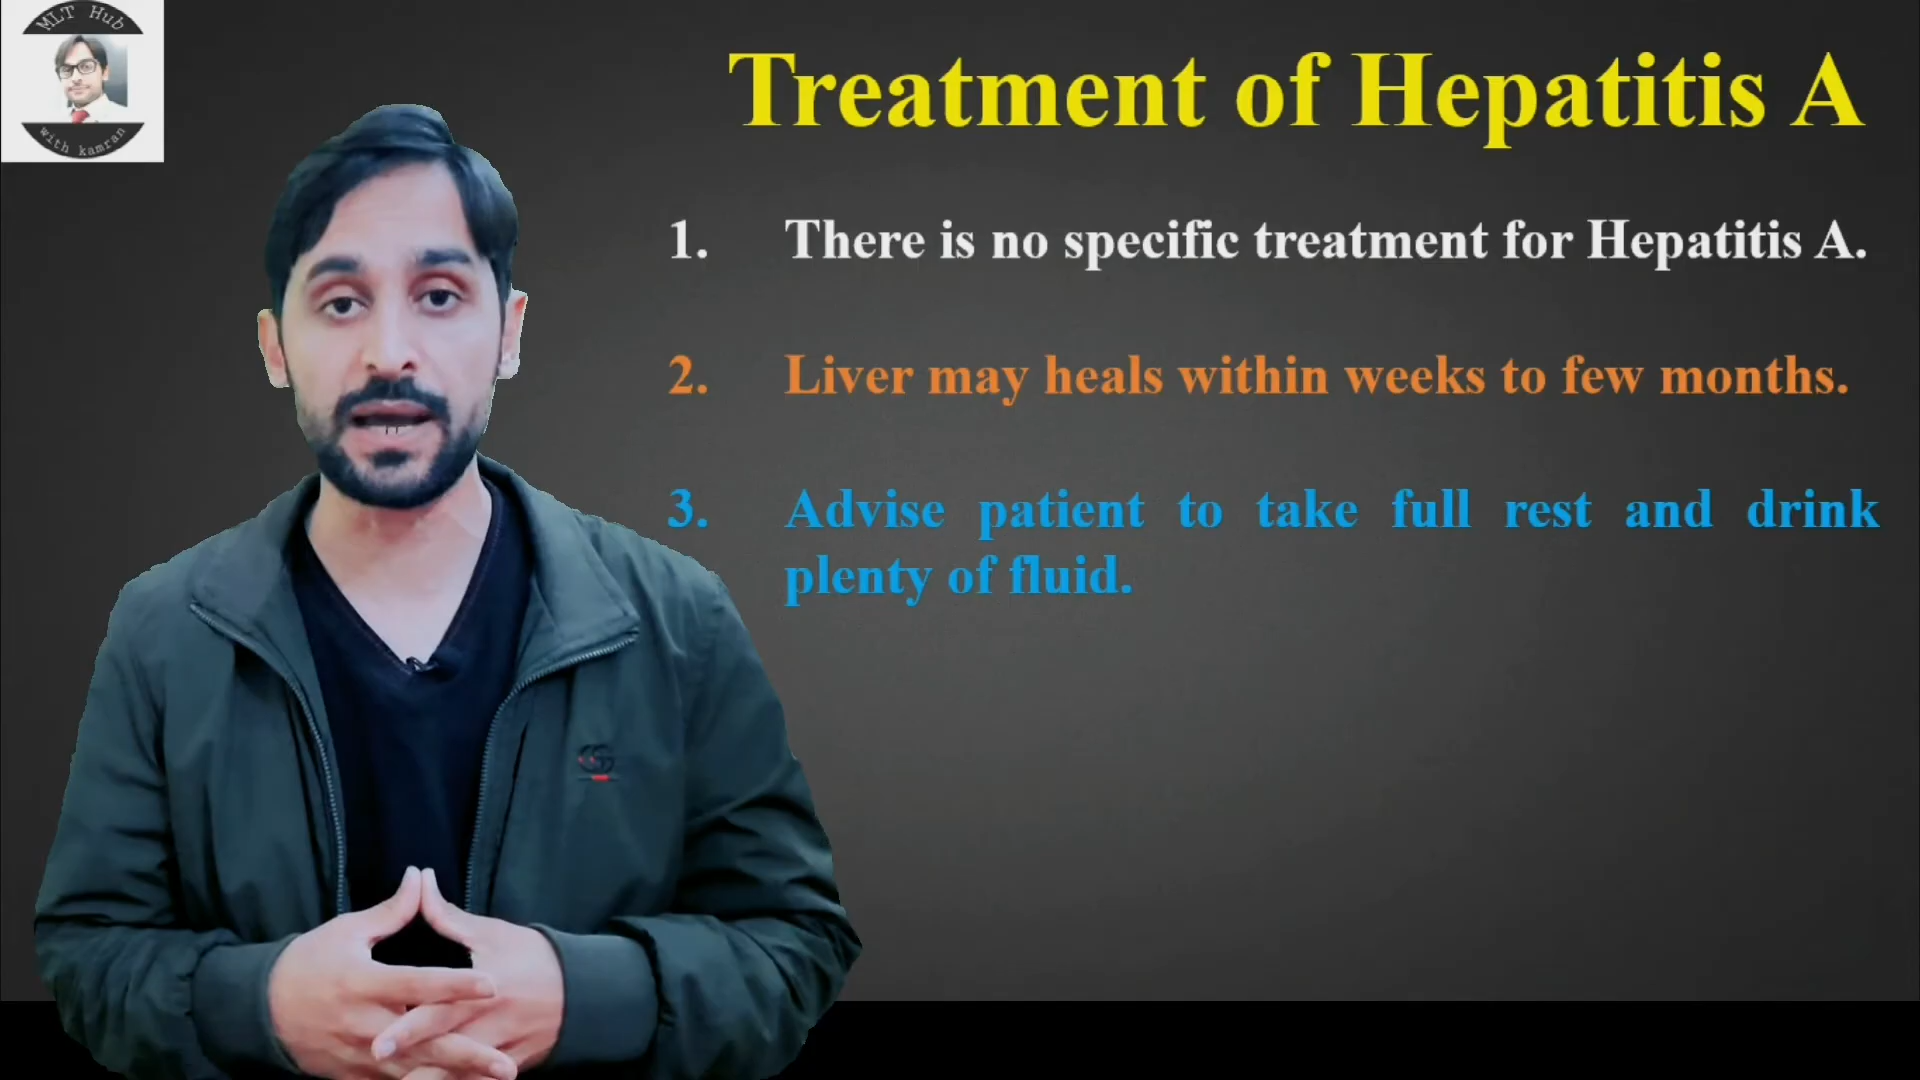 MLT Hub
with kamran
Treatment of Hepatitis A
1. There is no specific treatment for Hepatitis A.
2. Liver may heals within weeks to few months.
3. Advise patient to take full rest and drink
plenty of fluid.